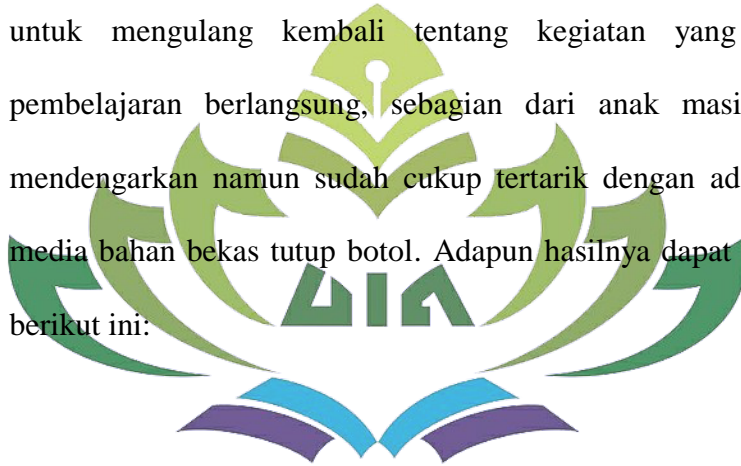 untuk mengulang kembali tentang kegiatan yang
pembelajaran berlangsung, sebagian dari anak masi
mendengarkan namun sudah cukup tertarik dengan ad
media bahan bekas tutup botol. Adapun hasilnya dapat
berikut ini: